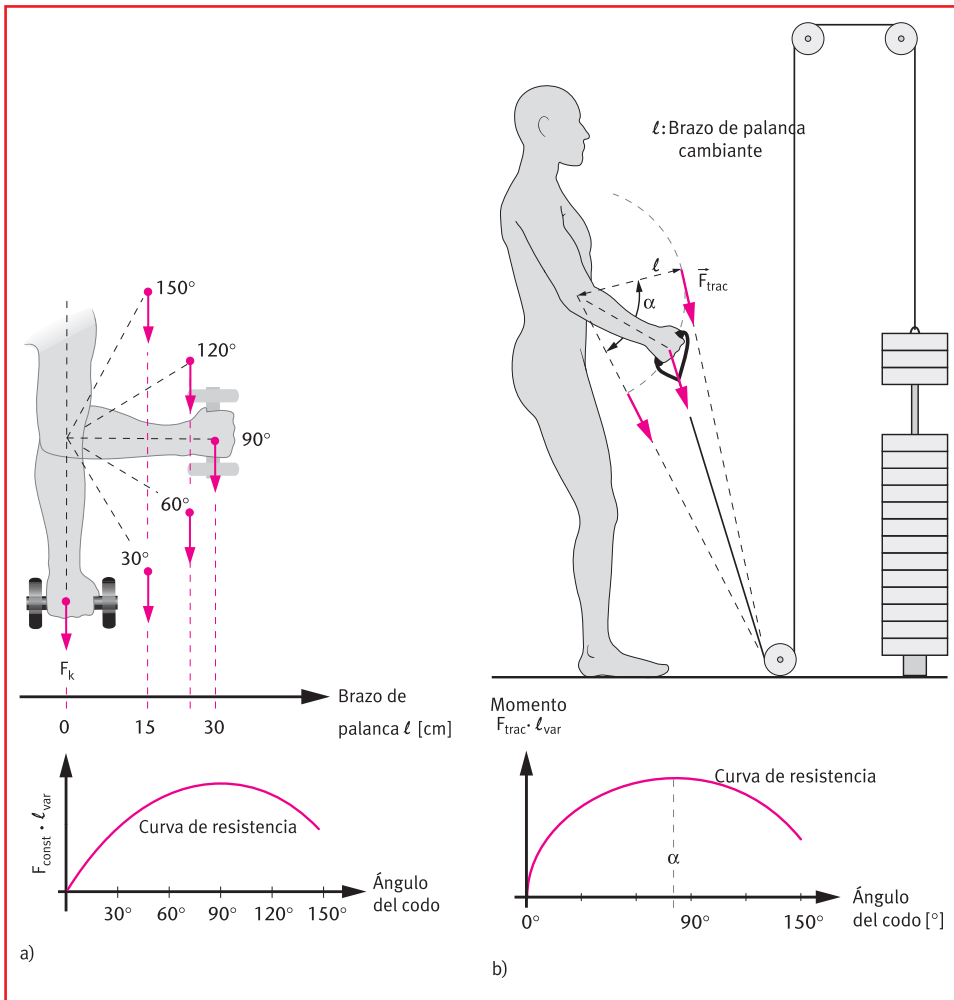 150°
120°
90°
60°
30°
F_k
0 15 30
Brazo de
palanca ℓ [cm]
F_const · ℓ_var
Curva de resistencia
30° 60° 90° 120° 150°
Ángulo
del codo
a)
ℓ: Brazo de palanca
cambiante
ℓ
α
F⃗_trac
Momento
F_trac · ℓ_var
Curva de resistencia
α
0° 90° 150°
Ángulo
del codo [°]
b)